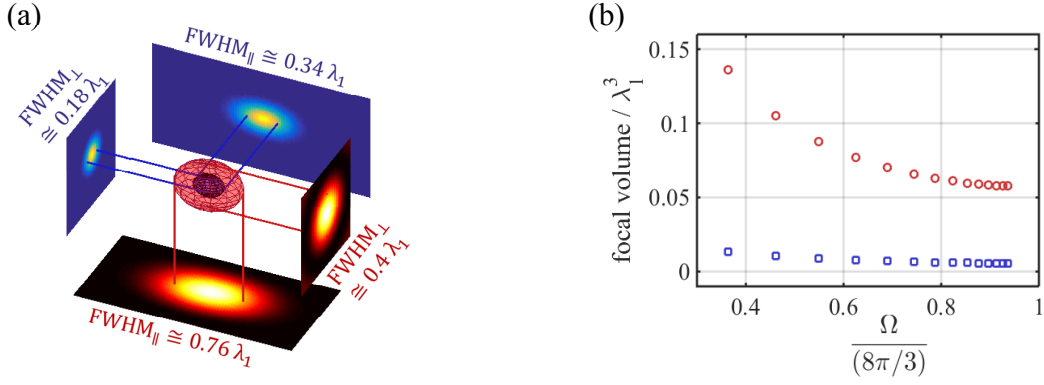 (a)
FWHM∥ ≅ 0.34 λ₁
FWHM⊥
≅ 0.18 λ₁
FWHM⊥
≅ 0.4 λ₁
FWHM∥ ≅ 0.76 λ₁
(b)
focal volume / λ₁³
0.15
0.1
0.05
0
0.4
0.6
0.8
1
Ω
(8π/3)